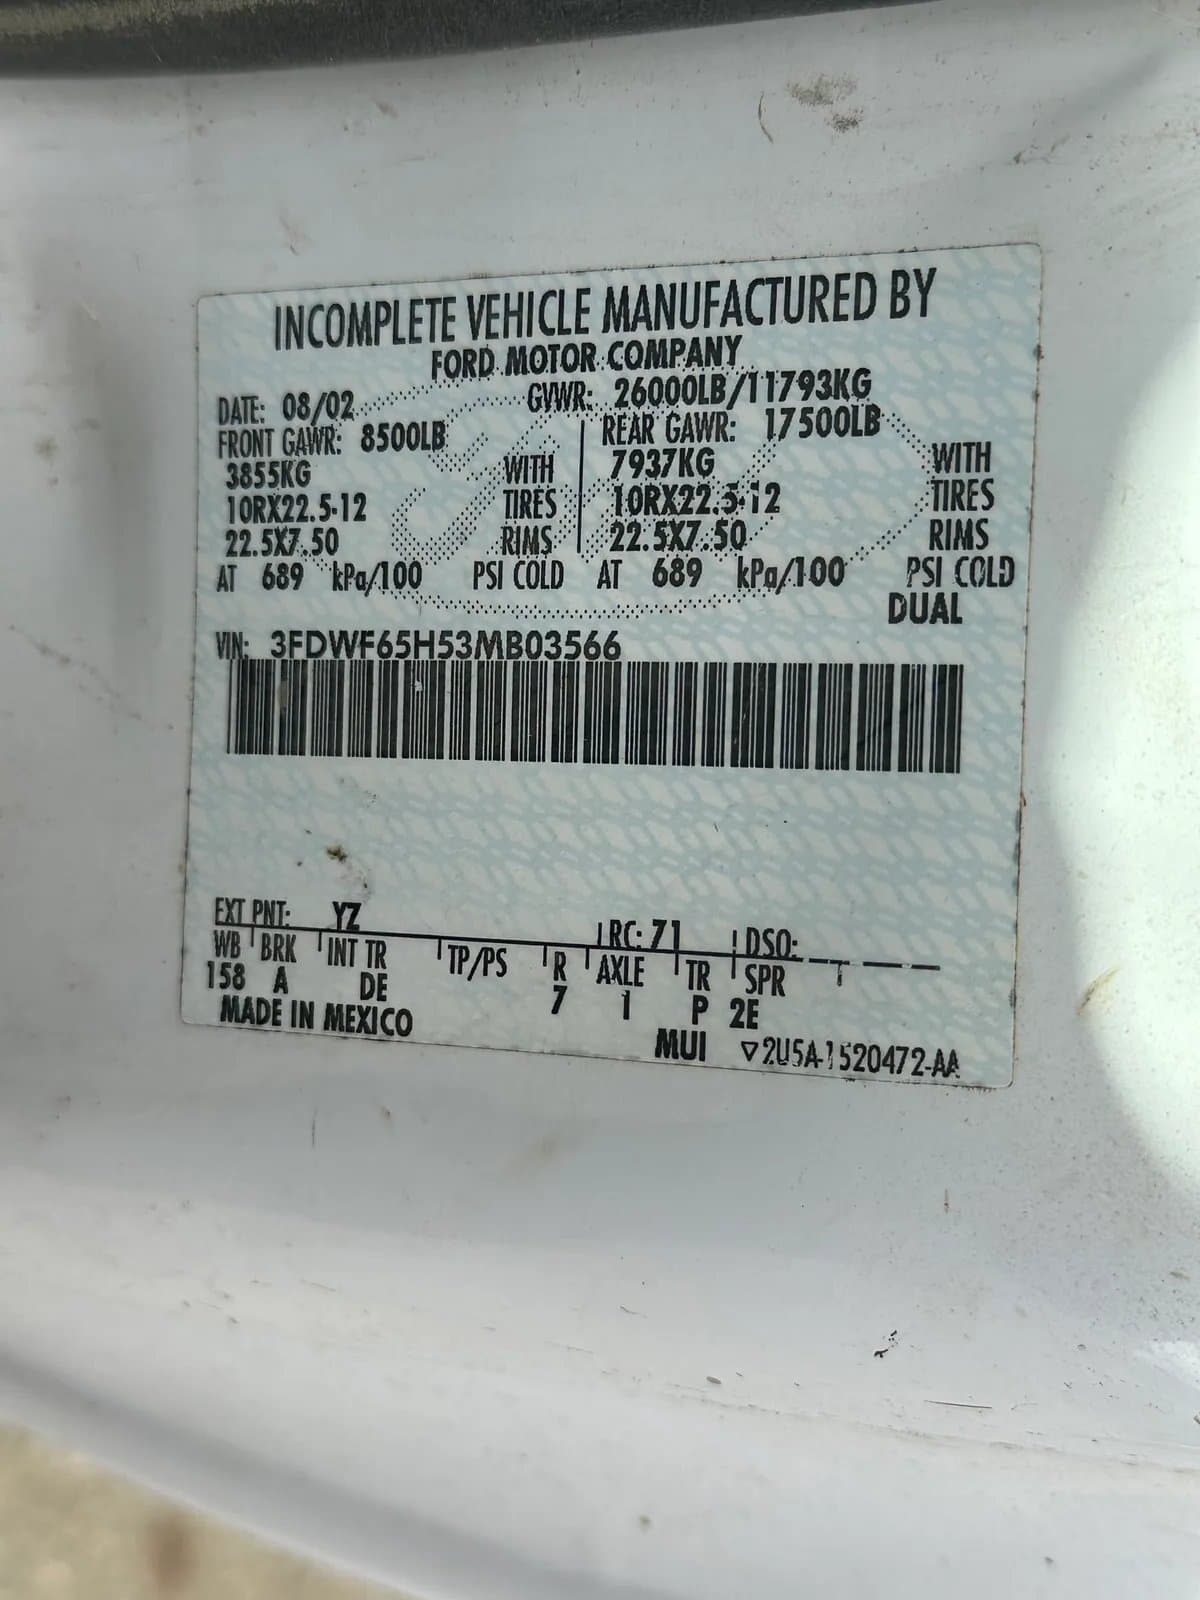 INCOMPLETE VEHICLE MANUFACTURED BY
FORD MOTOR COMPANY
DATE: 08/02 GVWR: 26000LB/11793KG
FRONT GAWR: 8500LB REAR GAWR: 17500LB
3855KG WITH 7937KG WITH
10RX22.5-12 TIRES 10RX22.5-12 TIRES
22.5X7.50 RIMS 22.5X7.50 RIMS
AT 689 kPa/100 PSI COLD AT 689 kPa/100 PSI COLD
DUAL
VIN: 3FDWF65H53MB03566
EXT PNT: YZ RC: 71 DSO:
WB BRK INT TR TP/PS R AXLE TR SPR T
158 A DE 7 1 P 2E
MADE IN MEXICO
MUI ▽2U5A-1520472-AA